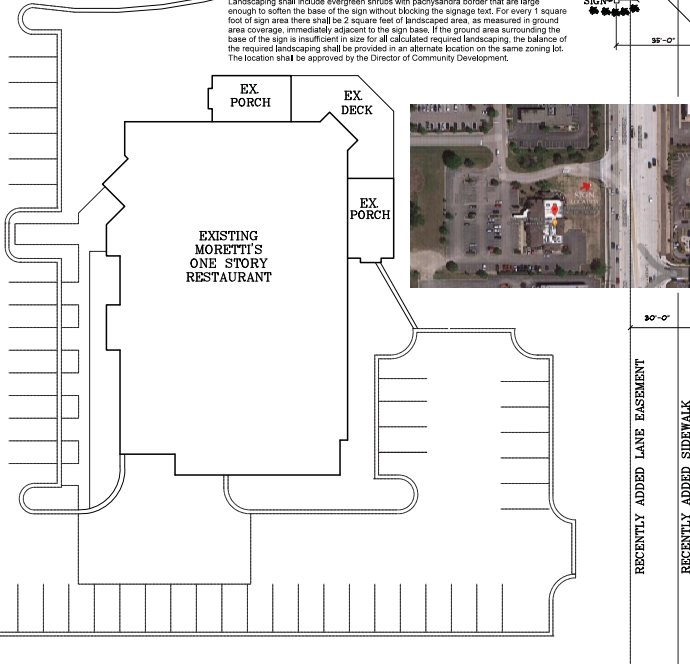 Landscaping shall include evergreen shrubs with pachysandra border that are large
enough to soften the base of the sign without blocking the signage text. For every 1 square
foot of sign area there shall be 2 square feet of landscaped area, as measured in ground
area coverage, immediately adjacent to the sign base. If the ground area surrounding the
base of the sign is insufficient in size for all calculated required landscaping, the balance of
the required landscaping shall be provided in an alternate location on the same zoning lot.
The location shall be approved by the Director of Community Development.
SIGN
35'-0"
EX.
PORCH
EX.
DECK
EX.
PORCH
EXISTING
MORETTI'S
ONE STORY
RESTAURANT
SIGN
30'-0"
RECENTLY ADDED LANE EASEMENT
RECENTLY ADDED SIDEWALK